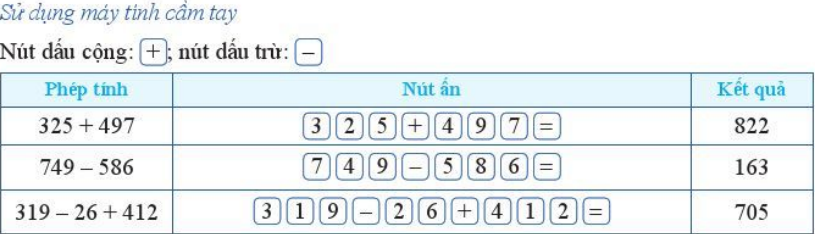 Sử dụng máy tính cầm tay
Nút dấu cộng: +; nút dấu trừ: −
Phép tính Nút ấn Kết quả
325 + 497 3 2 5 + 4 9 7 = 822
749 – 586 7 4 9 − 5 8 6 = 163
319 – 26 + 412 3 1 9 − 2 6 + 4 1 2 = 705